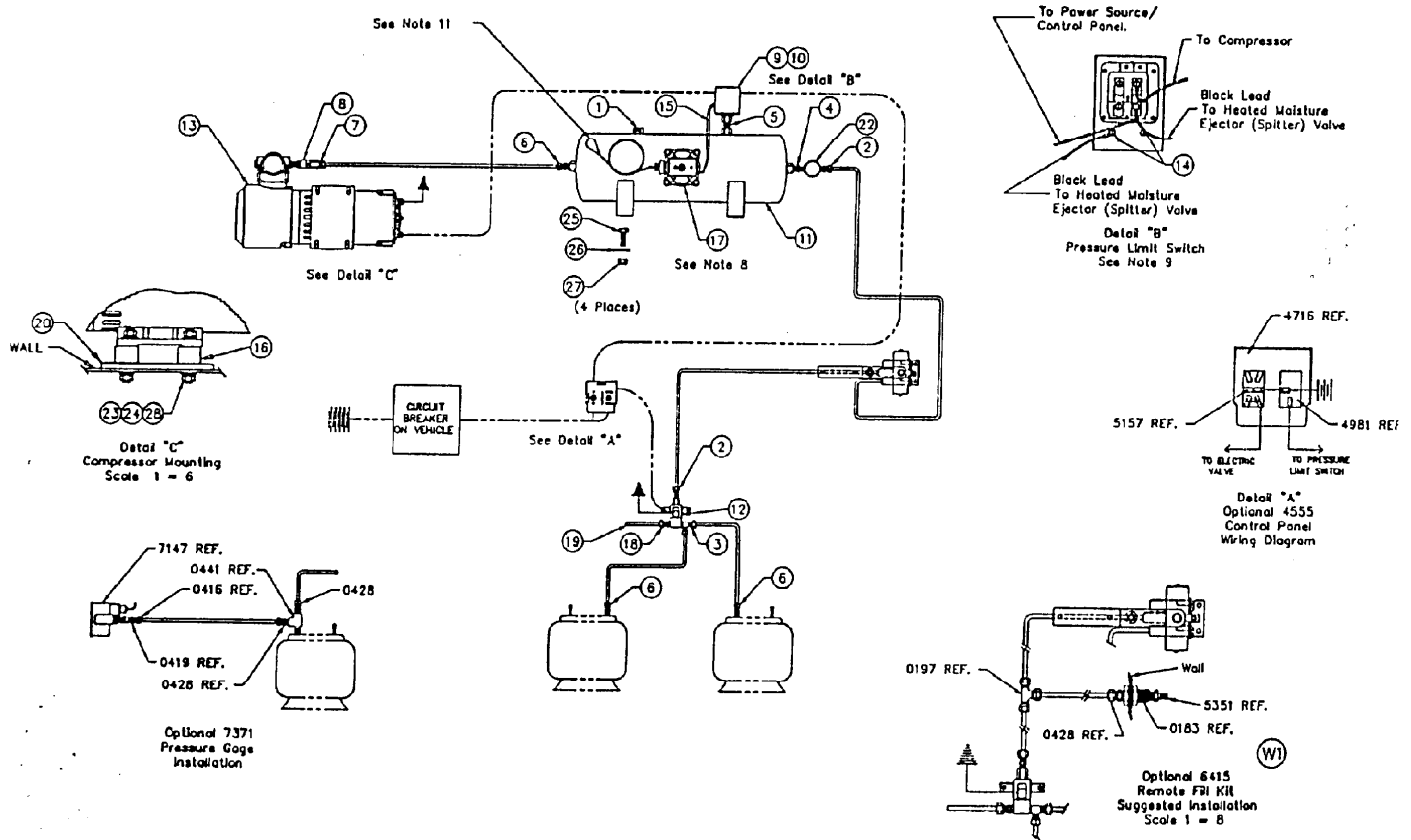 See Note 11
To Power Source/
Control Panel.
To Compressor
9 10
See Detail "B"
1
15
5
4
22
2
8
7
13
6
Black Lead
To Heated Moisture
Ejector (Spitter) Valve
14
Black Lead
To Heated Moisture
Ejector (Spitter) Valve
Detail "B"
Pressure Limit Switch
See Note 9
See Detail "C"
25
26
27
(4 Places)
17
See Note 8
11
20
WALL
16
23 24 28
Detail "C"
Compressor Mounting
Scale 1 = 6
CIRCUIT
BREAKER
ON VEHICLE
See Detail "A"
4716 REF.
5157 REF.
4981 REF
TO ELECTRIC
VALVE
TO PRESSURE
LIMIT SWITCH
Detail "A"
Optional 4555
Control Panel
Wiring Diagram
2
12
19
18
3
6
6
7147 REF.
0441 REF.
0416 REF.
0428
0419 REF.
0428 REF.
Optional 7371
Pressure Gage
Installation
0197 REF.
Wall
5351 REF.
0428 REF.
0183 REF.
W1
Optional 6415
Remote Fill Kit
Suggested Installation
Scale 1 = 8